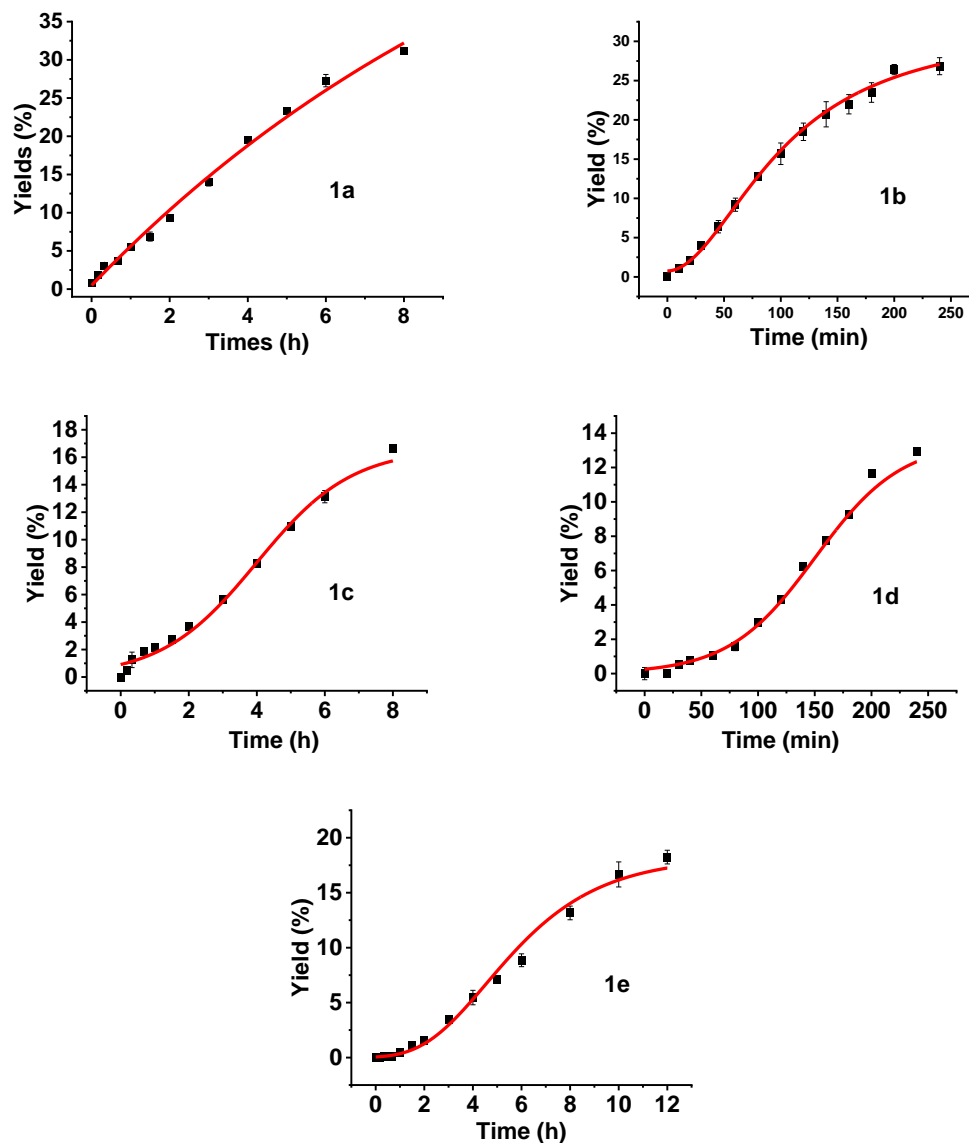 Yields (%)
35
30
25
20
15
10
5
0
0 2 4 6 8
Times (h)
1a
Yield (%)
30
25
20
15
10
5
0
0 50 100 150 200 250
Time (min)
1b
Yield (%)
18
16
14
12
10
8
6
4
2
0
0 2 4 6 8
Time (h)
1c
Yield (%)
14
12
10
8
6
4
2
0
0 50 100 150 200 250
Time (min)
1d
Yield (%)
20
15
10
5
0
0 2 4 6 8 10 12
Time (h)
1e